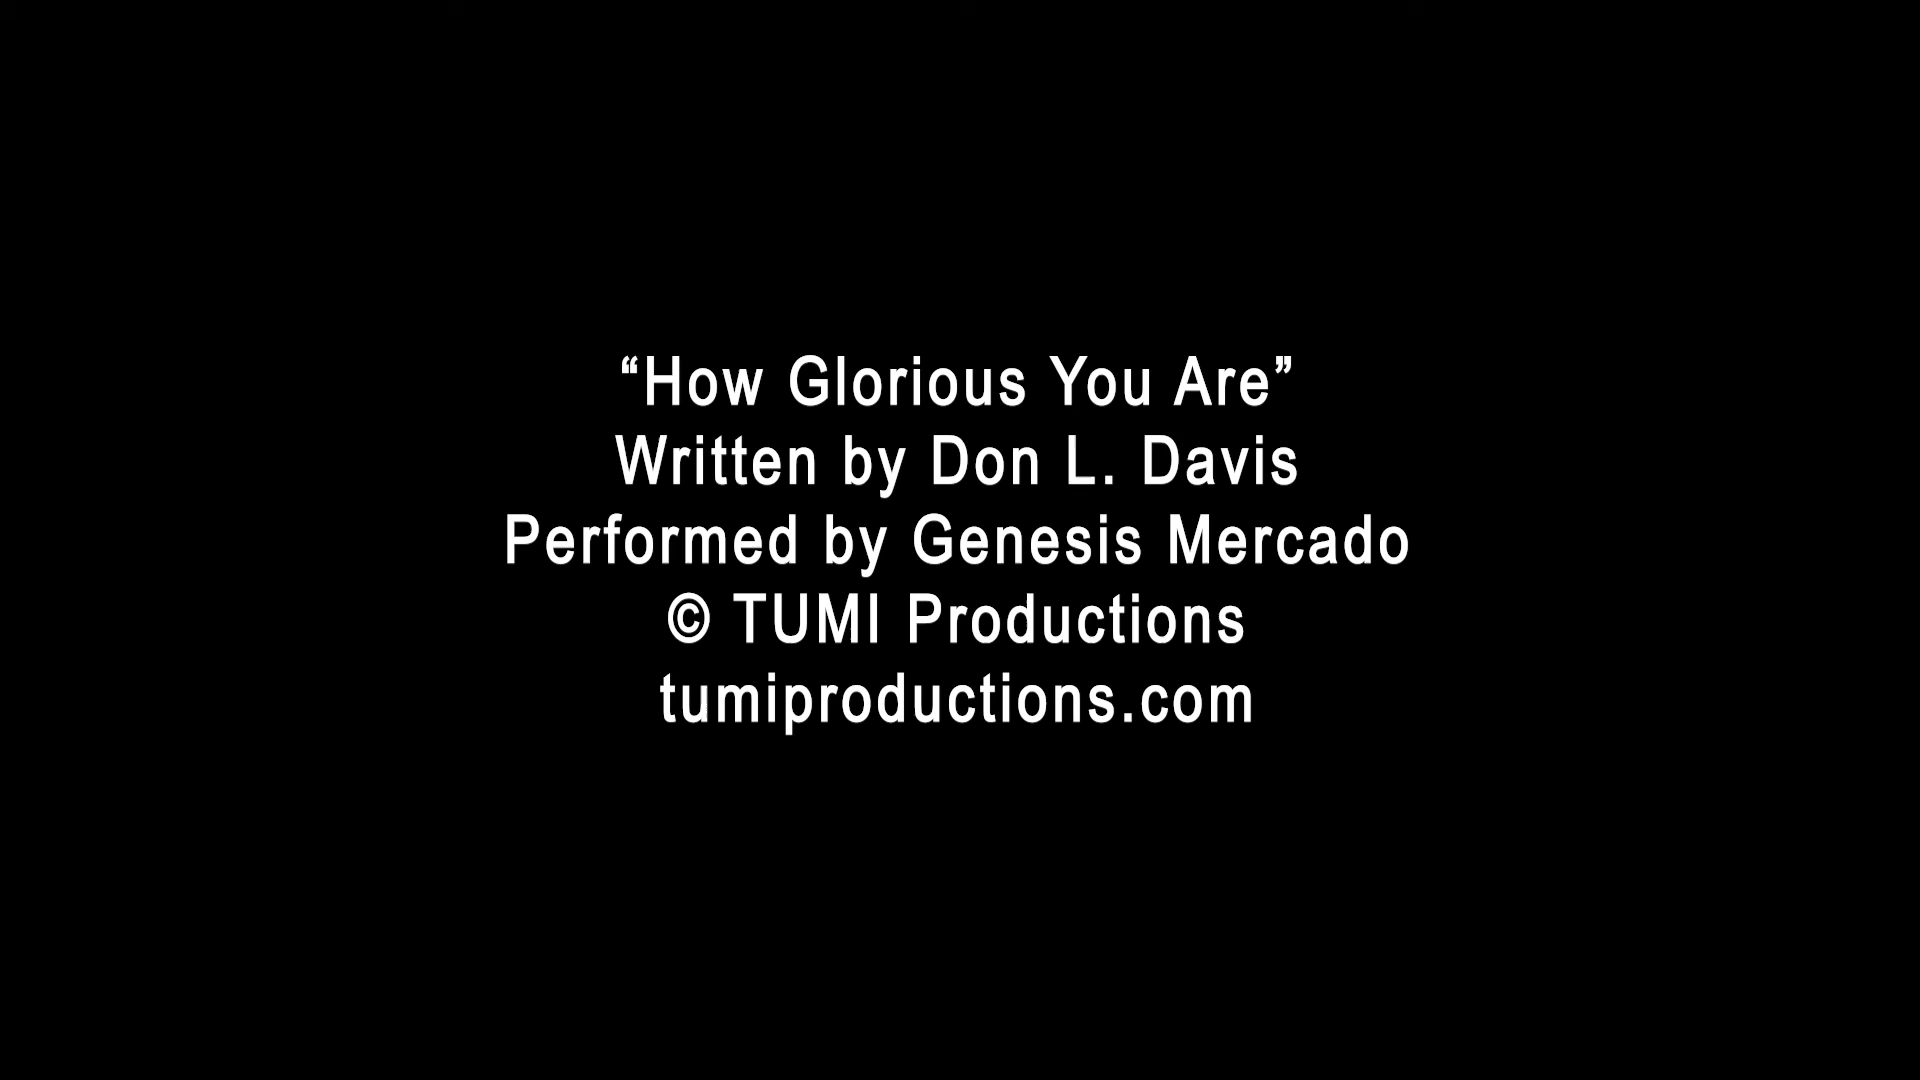 “How Glorious You Are”
Written by Don L. Davis
Performed by Genesis Mercado
© TUMI Productions
tumiproductions.com